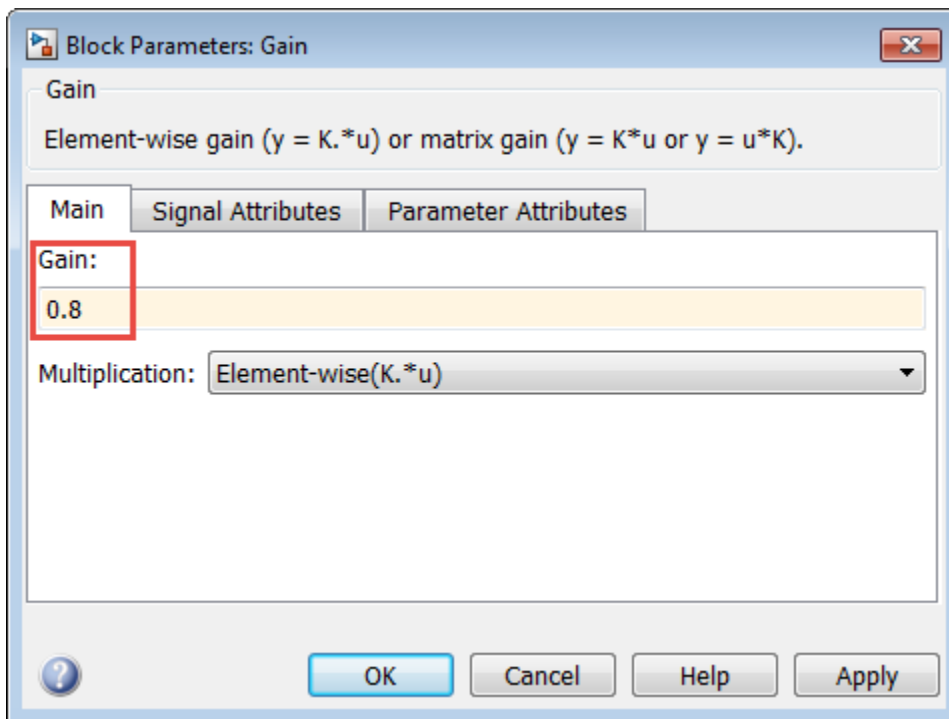 Block Parameters: Gain
Gain
Element-wise gain (y = K.*u) or matrix gain (y = K*u or y = u*K).
Main Signal Attributes Parameter Attributes
Gain:
0.8
Multiplication: Element-wise(K.*u)
OK Cancel Help Apply